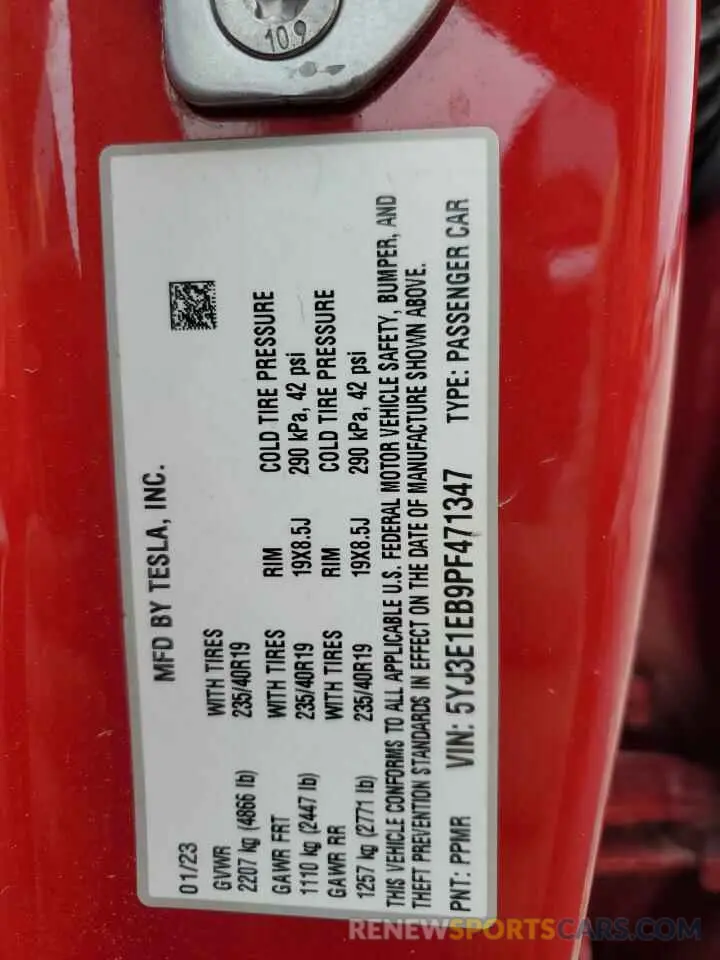 10.9
MFD BY TESLA, INC.
01/23
GVWR WITH TIRES
2207 kg (4866 lb) 235/40R19
GAWR FRT WITH TIRES RIM COLD TIRE PRESSURE
1110 kg (2447 lb) 235/40R19 19X8.5J 290 kPa, 42 psi
GAWR RR WITH TIRES RIM COLD TIRE PRESSURE
1257 kg (2771 lb) 235/40R19 19X8.5J 290 kPa, 42 psi
THIS VEHICLE CONFORMS TO ALL APPLICABLE U.S. FEDERAL MOTOR VEHICLE SAFETY, BUMPER, AND
THEFT PREVENTION STANDARDS IN EFFECT ON THE DATE OF MANUFACTURE SHOWN ABOVE.
PNT: PPMR VIN: 5YJ3E1EB9PF471347 TYPE: PASSENGER CAR
RENEWSPORTSCARS.COM